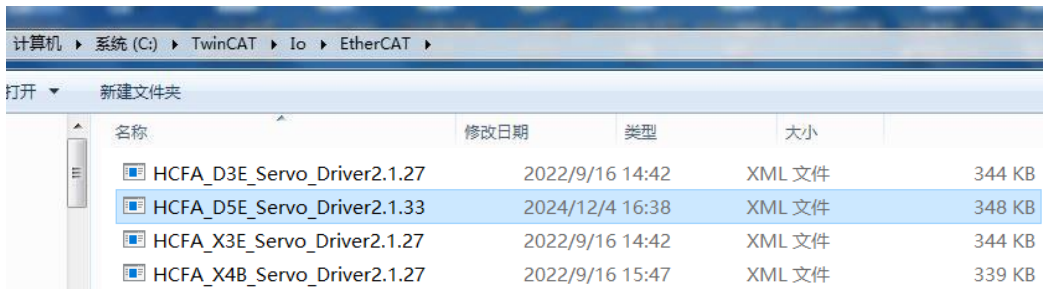 计算机 ▸ 系统 (C:) ▸ TwinCAT ▸ Io ▸ EtherCAT ▸
打开 ▼ 新建文件夹
名称 修改日期 类型 大小
HCFA_D3E_Servo_Driver2.1.27 2022/9/16 14:42 XML 文件 344 KB
HCFA_D5E_Servo_Driver2.1.33 2024/12/4 16:38 XML 文件 348 KB
HCFA_X3E_Servo_Driver2.1.27 2022/9/16 14:42 XML 文件 344 KB
HCFA_X4B_Servo_Driver2.1.27 2022/9/16 15:47 XML 文件 339 KB